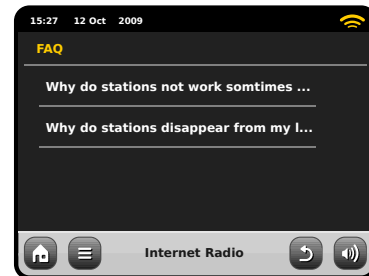 15:27 12 Oct 2009
FAQ
Why do stations not work somtimes ...
Why do stations disappear from my l...
Internet Radio